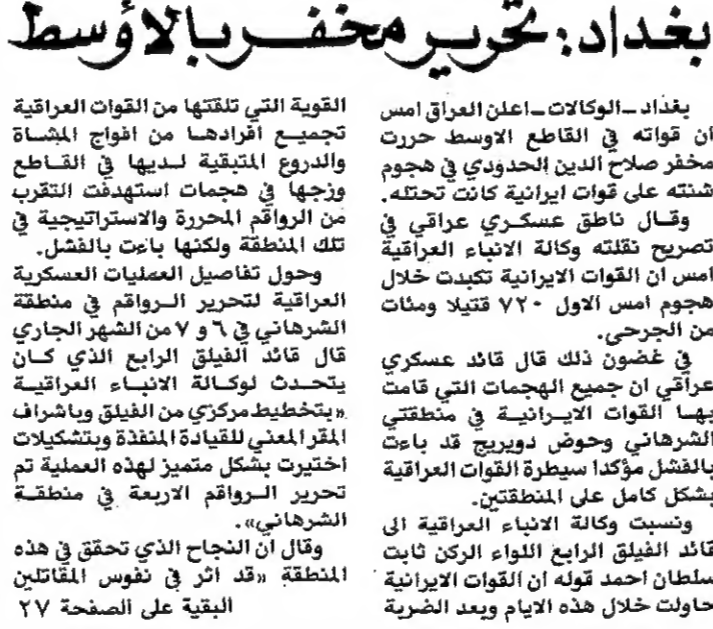 بغداد: تحرير مخفر بالأوسط
بغداد ـ الوكالات ـ اعلن العراق امس
أن قواته في القاطع الاوسط حررت
مخفر صلاح الدين الحدودي في هجوم
شنته على قوات ايرانية كانت تحتله.
وقال ناطق عسكري عراقي في
تصريح نقلته وكالة الانباء العراقية
امس ان القوات الايرانية تكبدت خلال
هجوم امس الاول ٧٢٠ قتيلا ومئات
من الجرحى.
في غضون ذلك قال قائد عسكري
عراقي ان جميع الهجمات التي قامت
بها القوات الايرانية في منطقتي
الشرهاني وحوض دويريج قد باءت
بالفشل مؤكدا سيطرة القوات العراقية
بشكل كامل على المنطقتين.
ونسبت وكالة الانباء العراقية الى
قائد الفيلق الرابع اللواء الركن ثابت
سلطان احمد قوله ان القوات الايرانية
حاولت خلال هذه الايام وبعد الضربة
القوية التي تلقتها من القوات العراقية
تجميع افرادها من افواج المشاة
والدروع المتبقية لديها في القاطع
وزجها في هجمات استهدفت التقرب
من الرواقم المحررة والاستراتيجية في
تلك المنطقة ولكنها باءت بالفشل.
وحول تفاصيل العمليات العسكرية
العراقية لتحرير الرواقم في منطقة
الشرهاني في ٦ و ٧ من الشهر الجاري
قال قائد الفيلق الرابع الذي كان
يتحدث لوكالة الانباء العراقية
«بتخطيط مركزي من الفيلق وباشراف
المقر المعني للقيادة المنفذة وبتشكيلات
اختيرت بشكل متميز لهذه العملية تم
تحرير الرواقم الاربعة في منطقة
الشرهاني».
وقال ان النجاح الذي تحقق في هذه
المنطقة «قد اثر في نفوس المقاتلين
البقية على الصفحة ٢٧